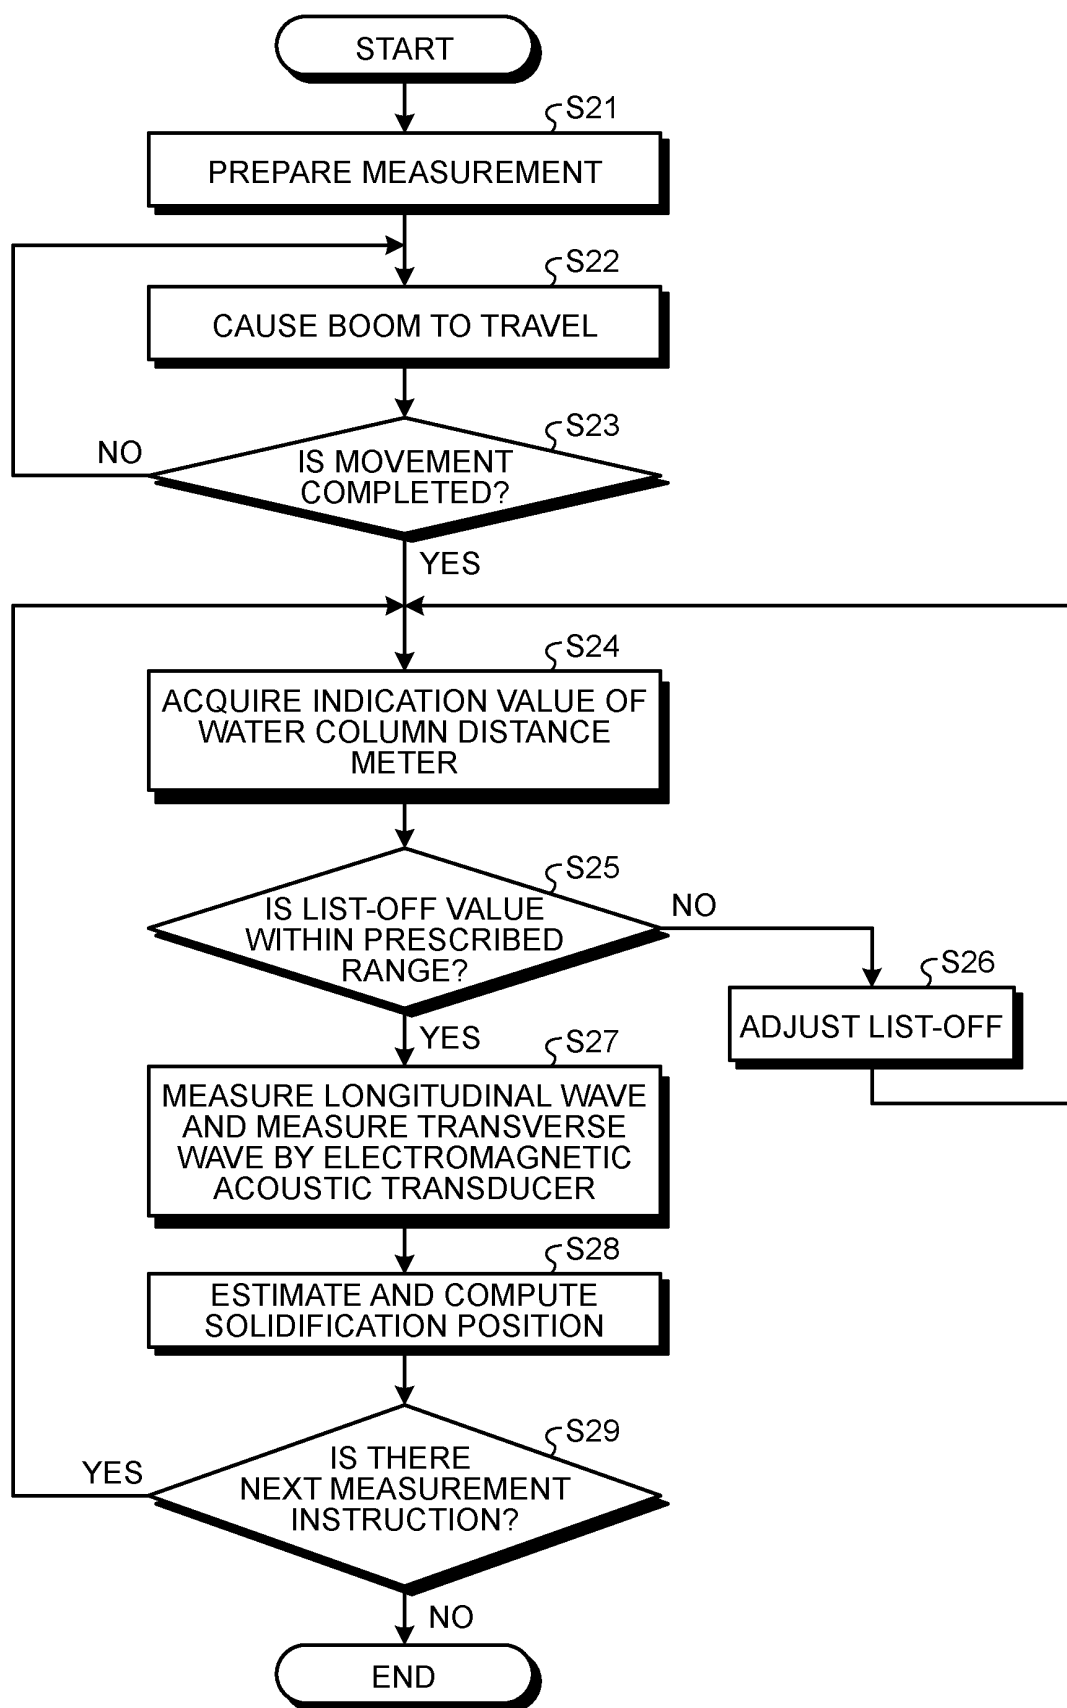 START
S21
PREPARE MEASUREMENT
S22
CAUSE BOOM TO TRAVEL
S23
NO
IS MOVEMENT
COMPLETED?
YES
S24
ACQUIRE INDICATION VALUE OF
WATER COLUMN DISTANCE
METER
S25
IS LIST-OFF VALUE
WITHIN PRESCRIBED
RANGE?
NO
S26
ADJUST LIST-OFF
YES
S27
MEASURE LONGITUDINAL WAVE
AND MEASURE TRANSVERSE
WAVE BY ELECTROMAGNETIC
ACOUSTIC TRANSDUCER
S28
ESTIMATE AND COMPUTE
SOLIDIFICATION POSITION
S29
YES
IS THERE
NEXT MEASUREMENT
INSTRUCTION?
NO
END